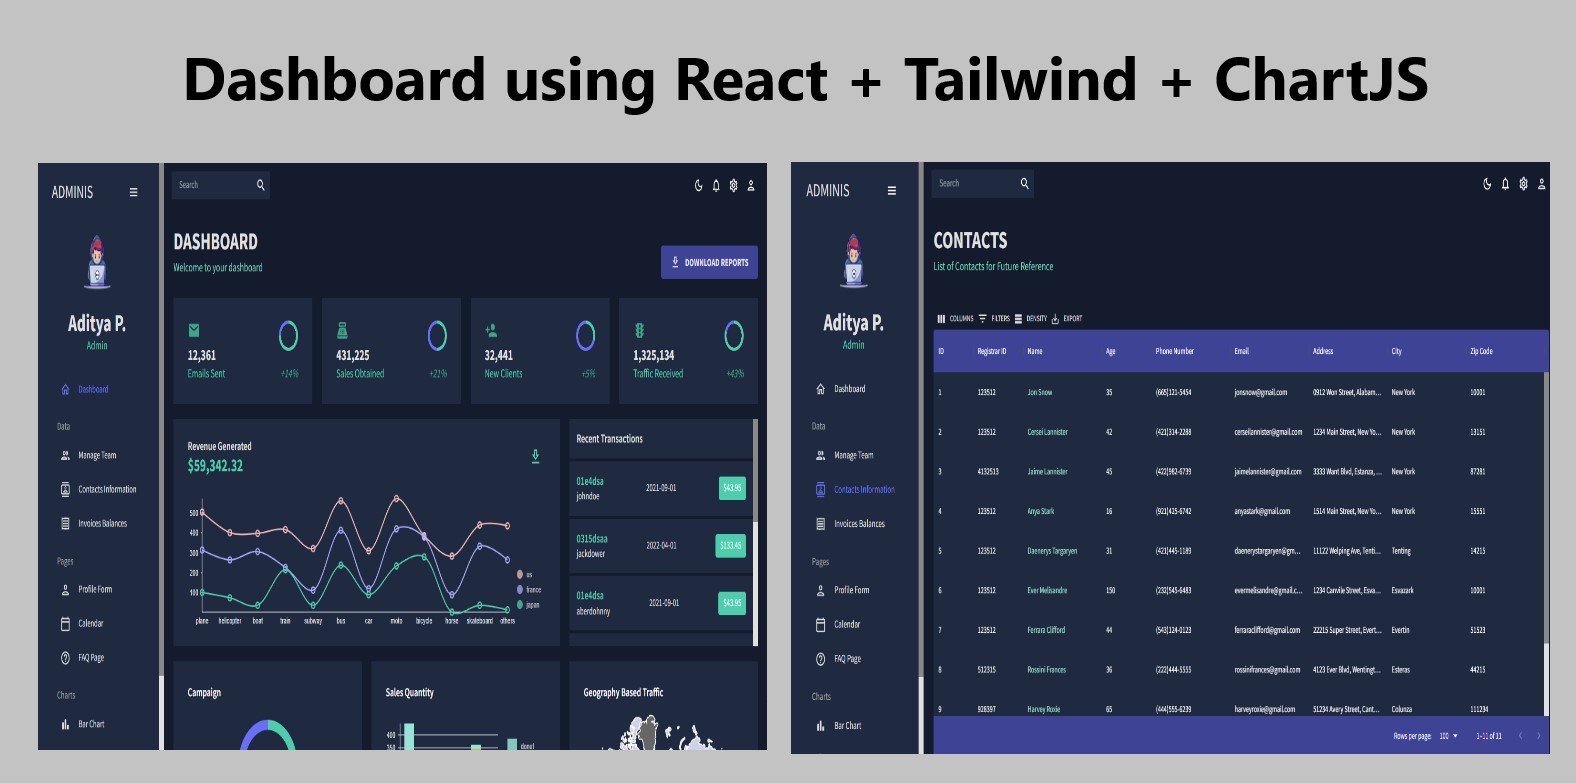 Dashboard using React + Tailwind + ChartJS
ADMINIS
Search
DASHBOARD
Welcome to your dashboard
DOWNLOAD REPORTS
Aditya P.
Admin
Dashboard
Data
Manage Team
Contacts Information
Invoices Balances
Pages
Profile Form
Calendar
FAQ Page
Charts
Bar Chart
12,361
Emails Sent
+14%
431,225
Sales Obtained
+21%
32,441
New Clients
+5%
1,325,134
Traffic Received
+43%
Revenue Generated
$59,342.32
500
400
300
200
100
plane helicopter boat train subway bus car moto bicycle horse skateboard others
us
france
japan
Recent Transactions
01e4dsa
johndoe
2021-09-01
$43.95
0315dsaa
jackdower
2022-04-01
$133.45
01e4dsa
aberdohnny
2021-09-01
$43.95
Campaign
Sales Quantity
400
350
donut
Geography Based Traffic
ADMINIS
Search
CONTACTS
List of Contacts for Future Reference
Aditya P.
Admin
Dashboard
Data
Manage Team
Contacts Information
Invoices Balances
Pages
Profile Form
Calendar
FAQ Page
Charts
Bar Chart
COLUMNS FILTERS DENSITY EXPORT
ID Registrar ID Name Age Phone Number Email Address City Zip Code
1 123512 Jon Snow 35 (665)121-5454 jonsnow@gmail.com 0912 Won Street, Alabam... New York 10001
2 123512 Cersei Lannister 42 (421)314-2288 cerseilannister@gmail.com 1234 Main Street, New Yo... New York 13151
3 4132513 Jaime Lannister 45 (422)982-6739 jaimelannister@gmail.com 3333 Want Blvd, Estanza, ... New York 87281
4 123512 Anya Stark 16 (921)425-6742 anyastark@gmail.com 1514 Main Street, New Yo... New York 15551
5 123512 Daenerys Targaryen 31 (421)445-1189 daenerystargaryen@gm... 11122 Welping Ave, Tenti... Tenting 14215
6 123512 Ever Melisandre 150 (232)545-6483 evermelisandre@gmail.c... 1234 Canvile Street, Esva... Esvazark 10001
7 123512 Ferrara Clifford 44 (543)124-0123 ferraraclifford@gmail.com 22215 Super Street, Evert... Evertin 51523
8 512315 Rossini Frances 36 (222)444-5555 rossinifrances@gmail.com 4123 Ever Blvd, Wentingt... Esteras 44215
9 928397 Harvey Roxie 65 (444)555-6239 harveyroxie@gmail.com 51234 Avery Street, Cant... Colunza 111234
Rows per page: 100 1–11 of 11